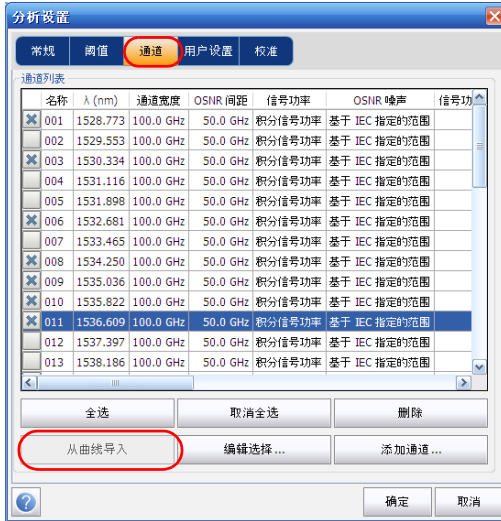 分析设置
常规 阈值 通道 用户设置 校准
通道列表
名称 λ (nm) 通道宽度 OSNR 间距 信号功率 OSNR 噪声 信号功
001 1528.773 100.0 GHz 50.0 GHz 积分信号功率 基于 IEC 指定的范围
002 1529.553 100.0 GHz 50.0 GHz 积分信号功率 基于 IEC 指定的范围
003 1530.334 100.0 GHz 50.0 GHz 积分信号功率 基于 IEC 指定的范围
004 1531.116 100.0 GHz 50.0 GHz 积分信号功率 基于 IEC 指定的范围
005 1531.898 100.0 GHz 50.0 GHz 积分信号功率 基于 IEC 指定的范围
006 1532.681 100.0 GHz 50.0 GHz 积分信号功率 基于 IEC 指定的范围
007 1533.465 100.0 GHz 50.0 GHz 积分信号功率 基于 IEC 指定的范围
008 1534.250 100.0 GHz 50.0 GHz 积分信号功率 基于 IEC 指定的范围
009 1535.036 100.0 GHz 50.0 GHz 积分信号功率 基于 IEC 指定的范围
010 1535.822 100.0 GHz 50.0 GHz 积分信号功率 基于 IEC 指定的范围
011 1536.609 100.0 GHz 50.0 GHz 积分信号功率 基于 IEC 指定的范围
012 1537.397 100.0 GHz 50.0 GHz 积分信号功率 基于 IEC 指定的范围
013 1538.186 100.0 GHz 50.0 GHz 积分信号功率 基于 IEC 指定的范围
全选 取消全选 删除
从曲线导入 编辑选择... 添加通道...
? 确定 取消